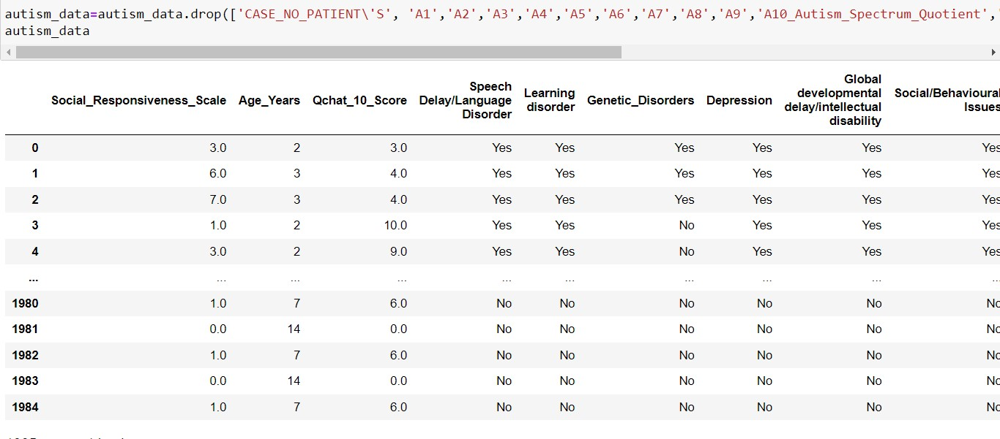 autism_data=autism_data.drop(['CASE_NO_PATIENT\'S', 'A1','A2','A3','A4','A5','A6','A7','A8','A9','A10_Autism_Spectrum_Quotient',
autism_data
Social_Responsiveness_Scale Age_Years Qchat_10_Score Speech Delay/Language Disorder Learning disorder Genetic_Disorders Depression Global developmental delay/intellectual disability Social/Behavioural Issues
0 3.0 2 3.0 Yes Yes Yes Yes Yes Yes
1 6.0 3 4.0 Yes Yes Yes Yes Yes Yes
2 7.0 3 4.0 Yes Yes Yes Yes Yes Yes
3 1.0 2 10.0 Yes Yes No Yes Yes Yes
4 3.0 2 9.0 Yes Yes No Yes Yes Yes
... ... ... ... ... ... ... ... ... ...
1980 1.0 7 6.0 No No No No No No
1981 0.0 14 0.0 No No No No No No
1982 1.0 7 6.0 No No No No No No
1983 0.0 14 0.0 No No No No No No
1984 1.0 7 6.0 No No No No No No